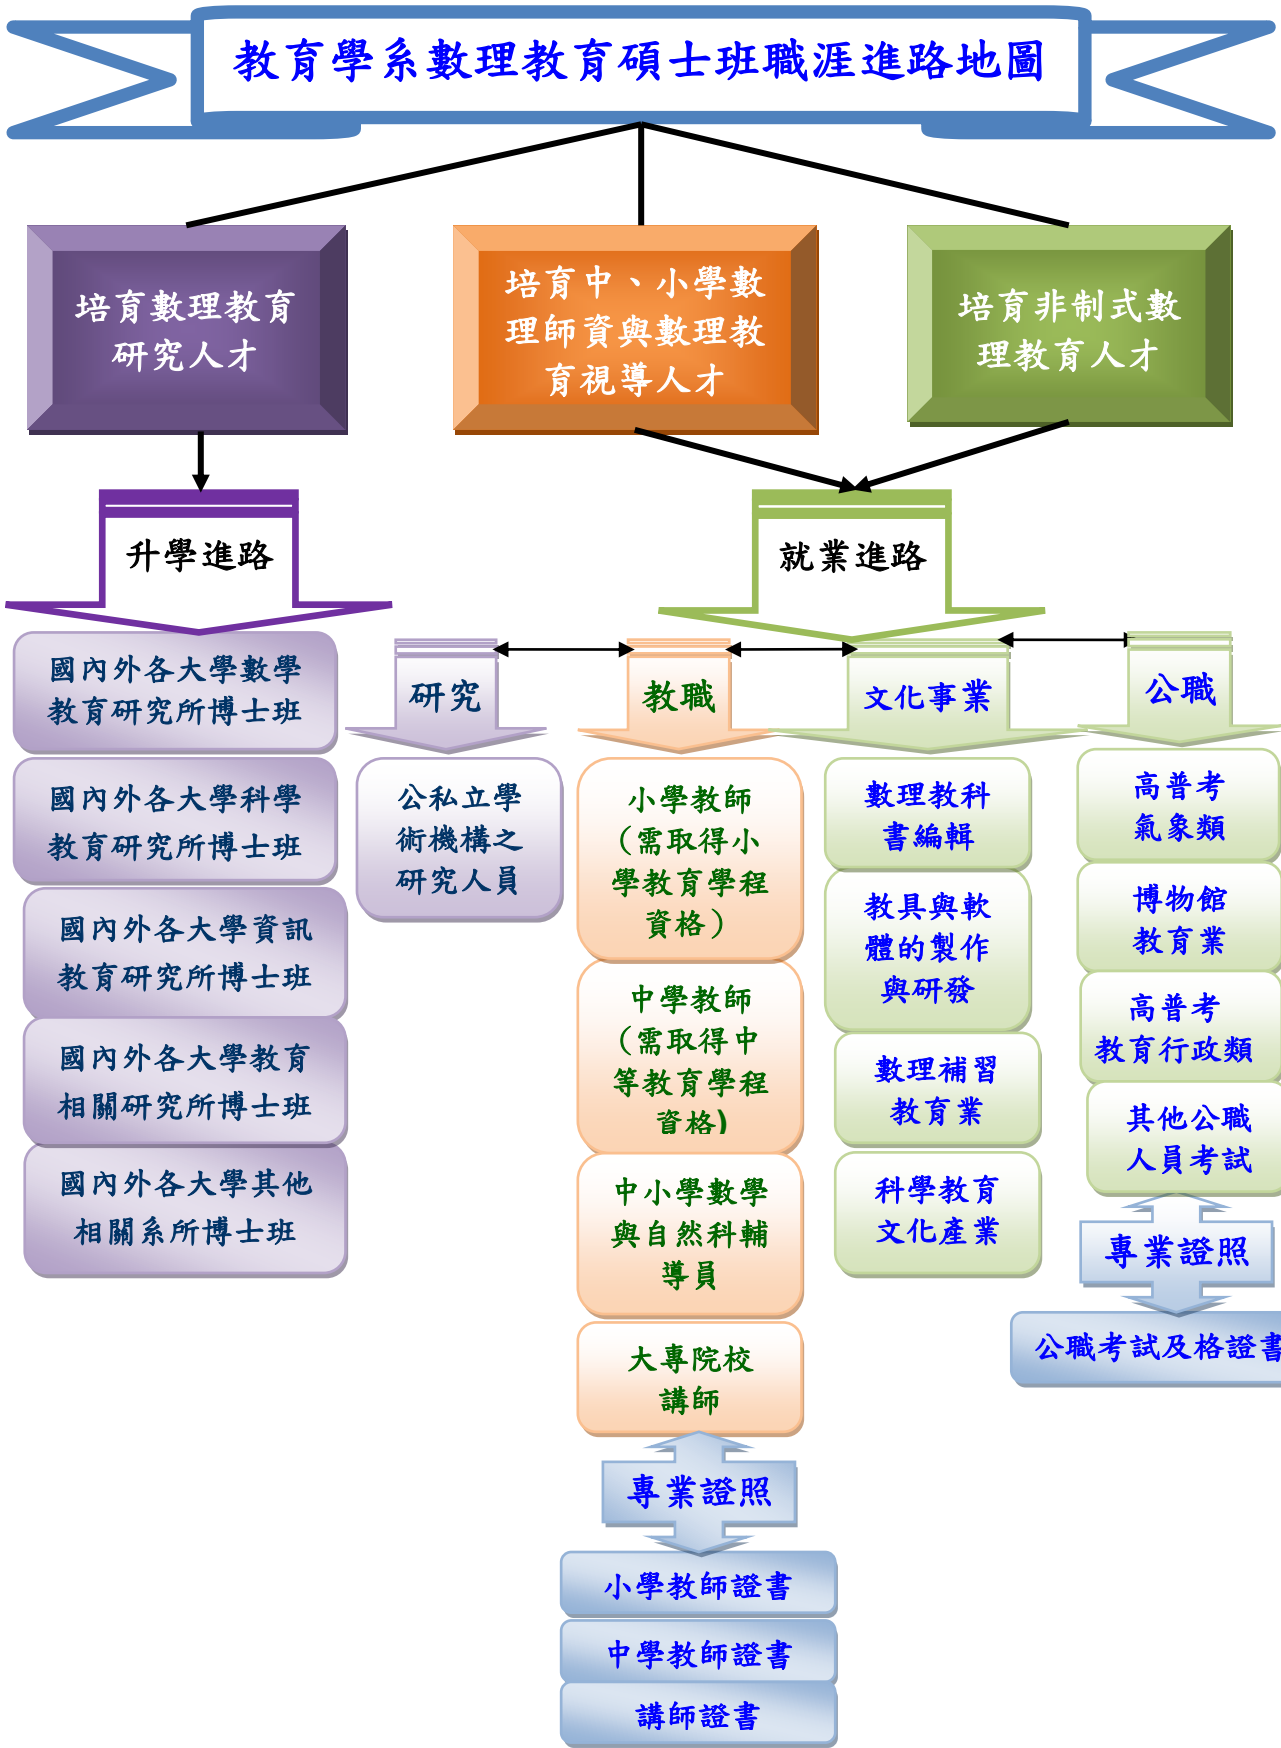 教育學系數理教育碩士班職涯進路地圖
培育數理教育
研究人才
培育中、小學數
理師資與數理教
育視導人才
培育非制式數
理教育人才
升學進路
就業進路
國內外各大學數學
教育研究所博士班
國內外各大學科學
教育研究所博士班
國內外各大學資訊
教育研究所博士班
國內外各大學教育
相關研究所博士班
國內外各大學其他
相關系所博士班
研究
公私立學
術機構之
研究人員
教職
小學教師
（需取得小
學教育學程
資格）
中學教師
（需取得中
等教育學程
資格)
中小學數學
與自然科輔
導員
大專院校
講師
專業證照
小學教師證書
中學教師證書
講師證書
文化事業
數理教科
書編輯
教具與軟
體的製作
與研發
數理補習
教育業
科學教育
文化產業
公職
高普考
氣象類
博物館
教育業
高普考
教育行政類
其他公職
人員考試
專業證照
公職考試及格證書